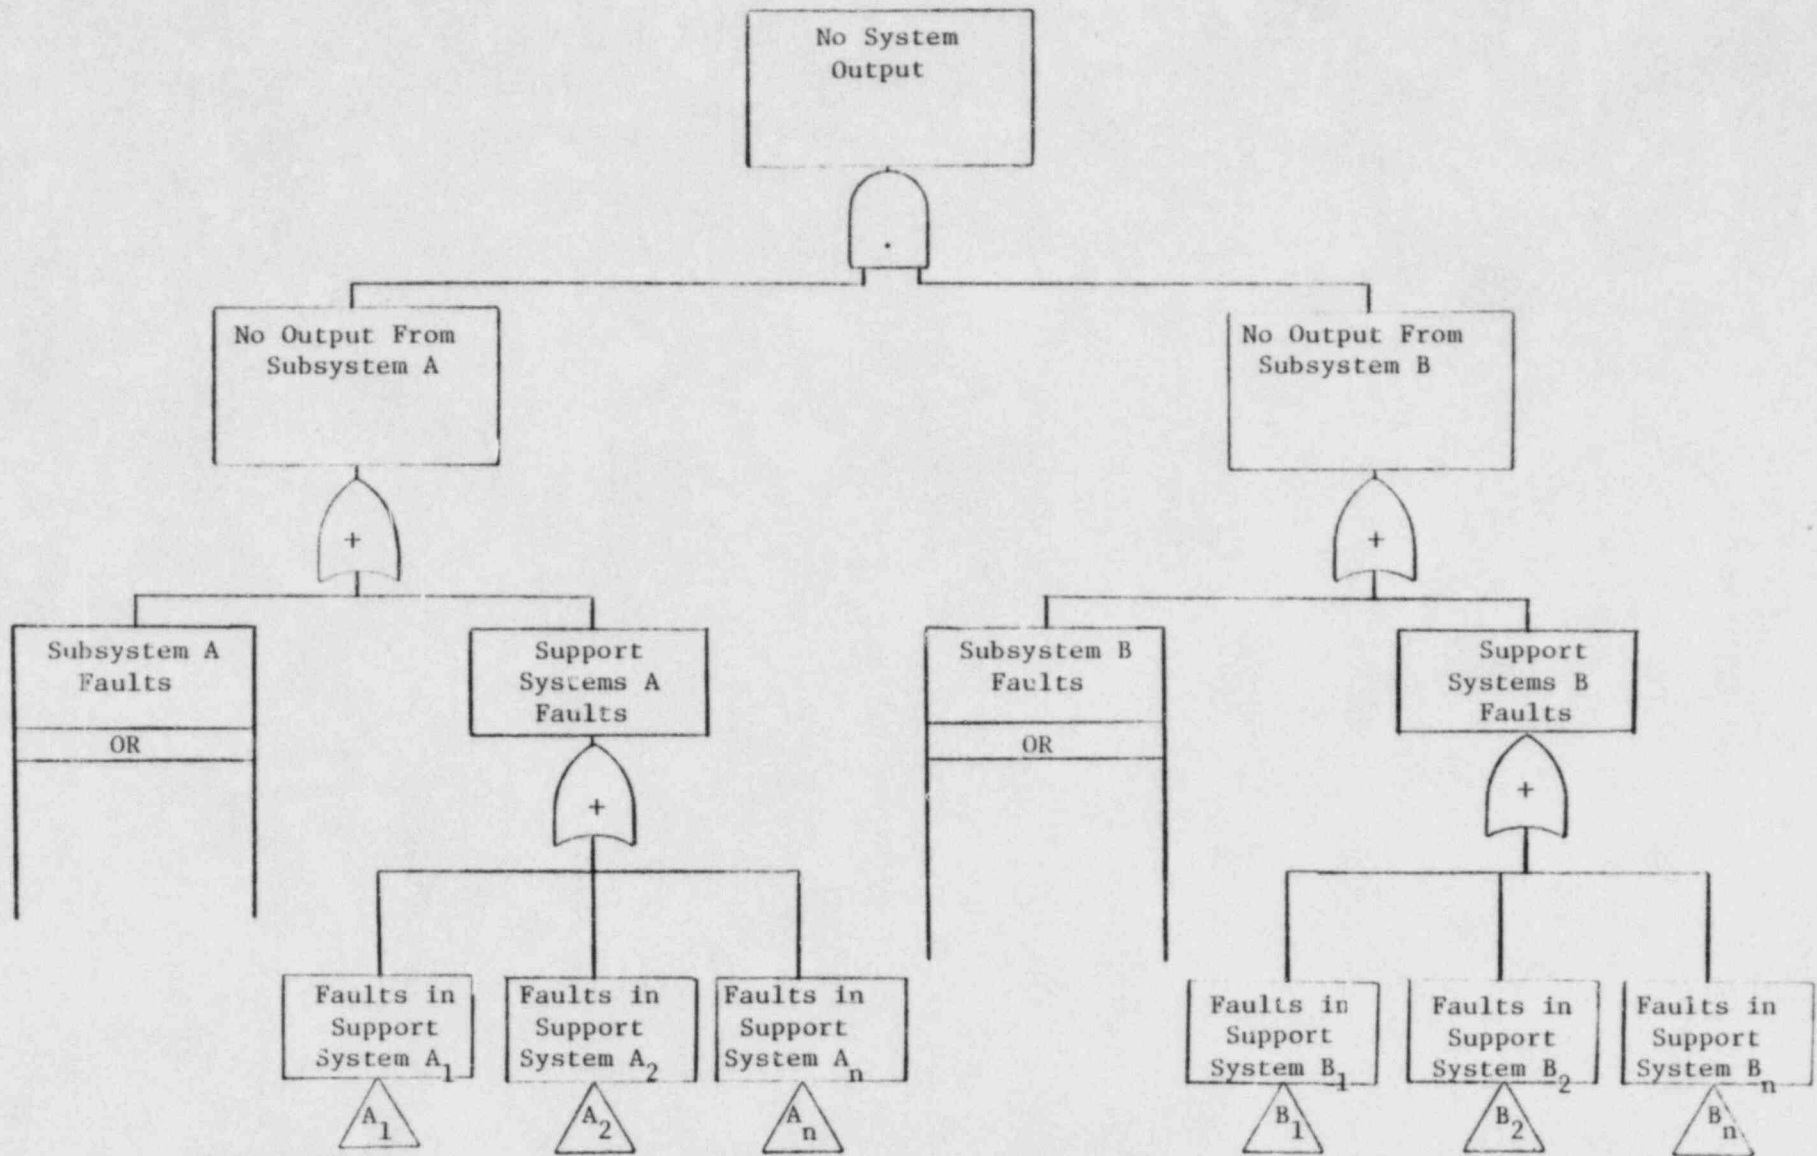 No System
Output
.
No Output From
Subsystem A
No Output From
Subsystem B
+
+
Subsystem A
Faults
OR
Support
Systems A
Faults
Subsystem B
Faults
OR
Support
Systems B
Faults
+
+
Faults in
Support
System A1
Faults in
Support
System A2
Faults in
Support
System An
Faults in
Support
System B1
Faults in
Support
System B2
Faults in
Support
System Bn
A1
A2
An
B1
B2
Bn